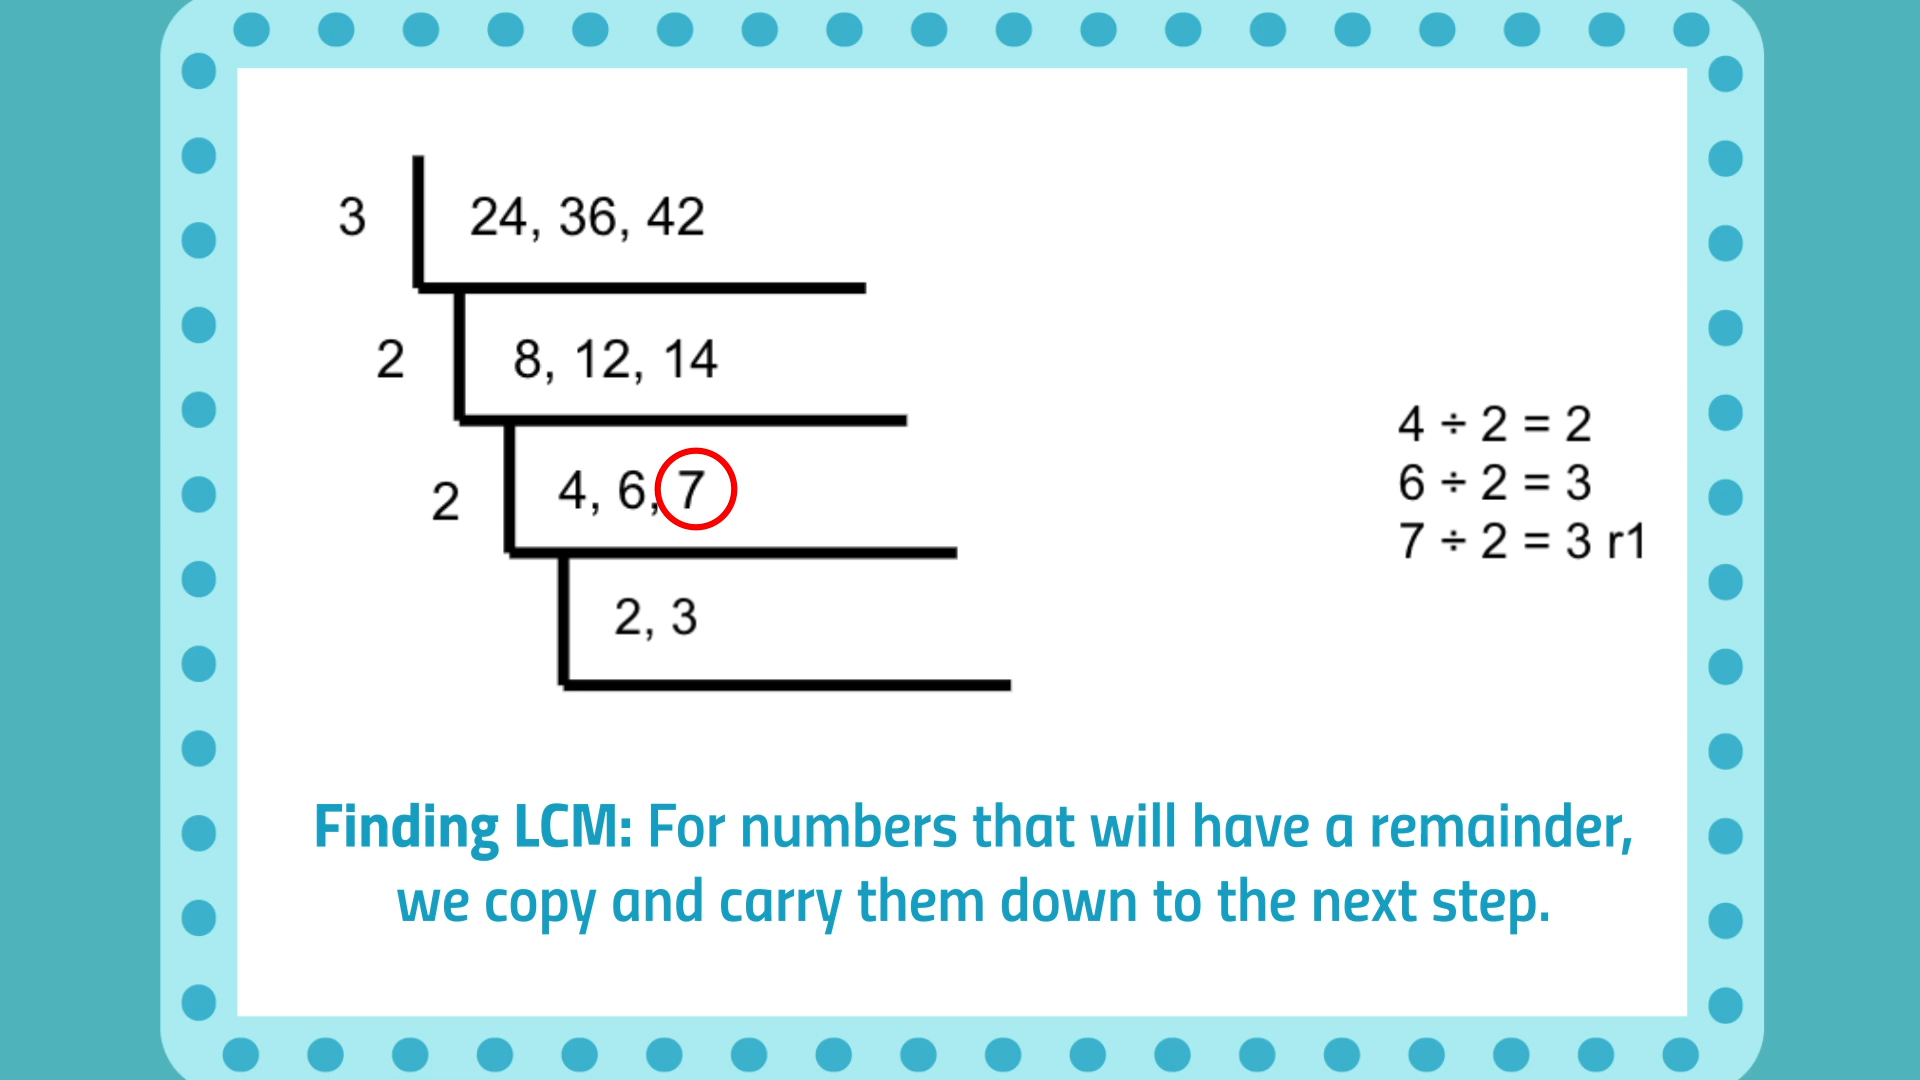 3 24, 36, 42
2 8, 12, 14
2 4, 6, 7
2, 3
4 ÷ 2 = 2
6 ÷ 2 = 3
7 ÷ 2 = 3 r1
Finding LCM: For numbers that will have a remainder,
we copy and carry them down to the next step.